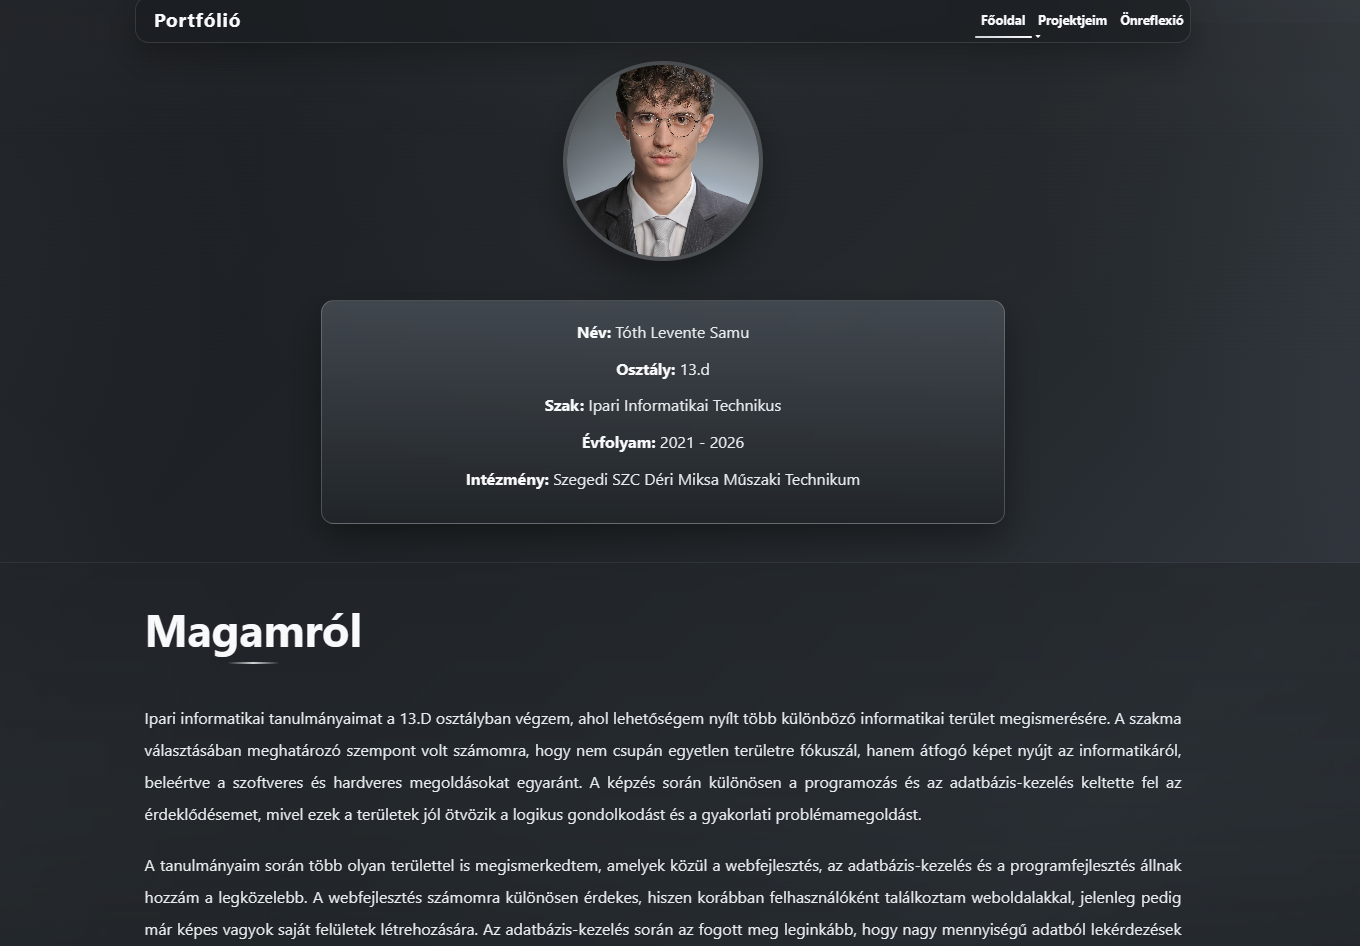 Portfólió
Főoldal Projektjeim Önreflexió
Név: Tóth Levente Samu
Osztály: 13.d
Szak: Ipari Informatikai Technikus
Évfolyam: 2021 - 2026
Intézmény: Szegedi SZC Déri Miksa Műszaki Technikum
Magamról
Ipari informatikai tanulmányaimat a 13.D osztályban végzem, ahol lehetőségem nyílt több különböző informatikai terület megismerésére. A szakma
választásában meghatározó szempont volt számomra, hogy nem csupán egyetlen területre fókuszál, hanem átfogó képet nyújt az informatikáról,
beleértve a szoftveres és hardveres megoldásokat egyaránt. A képzés során különösen a programozás és az adatbázis-kezelés keltette fel az
érdeklődésemet, mivel ezek a területek jól ötvözik a logikus gondolkodást és a gyakorlati problémamegoldást.
A tanulmányaim során több olyan területtel is megismerkedtem, amelyek közül a webfejlesztés, az adatbázis-kezelés és a programfejlesztés állnak
hozzám a legközelebb. A webfejlesztés számomra különösen érdekes, hiszen korábban felhasználóként találkoztam weboldalakkal, jelenleg pedig
már képes vagyok saját felületek létrehozására. Az adatbázis-kezelés során az fogott meg leginkább, hogy nagy mennyiségű adatból lekérdezések